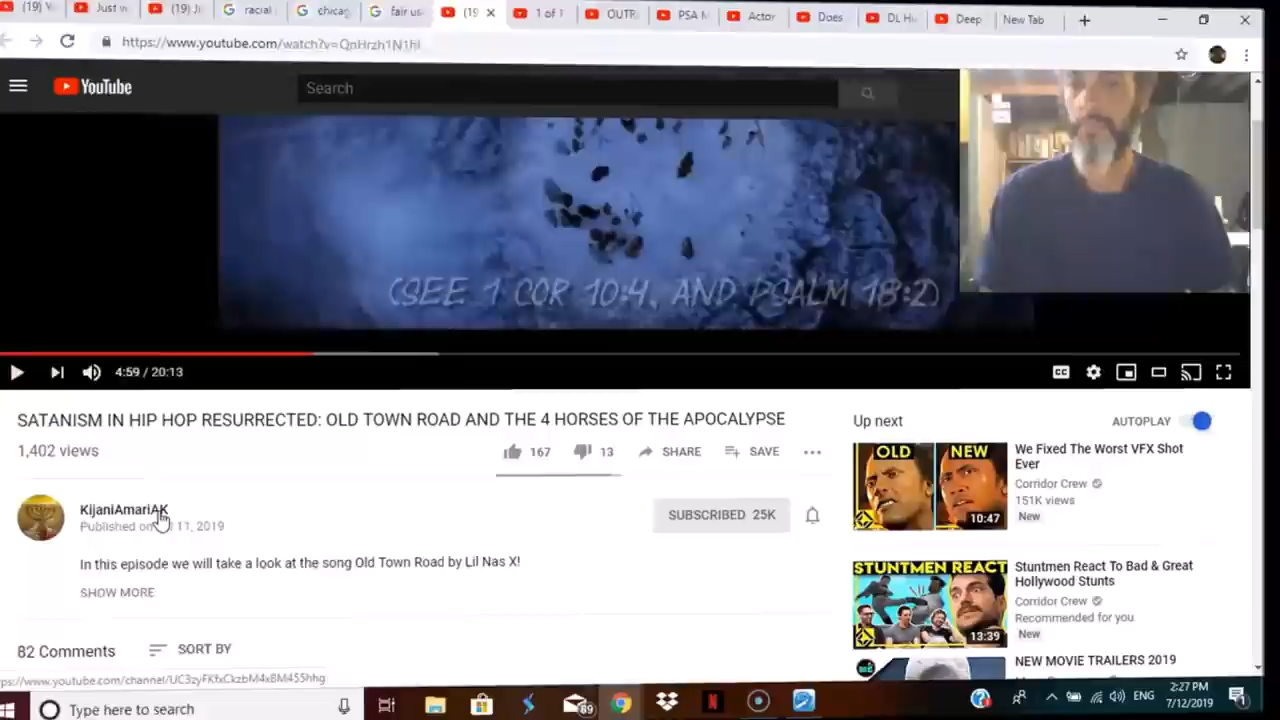 (19)
Just w
(19) Ji
racial
chicag
fair us
(19
1 of 1
OUTR
PSA M
Actor
Does
DL Hu
Deep
New Tab
https://www.youtube.com/watch?v=QnHrzh1N1hI
YouTube
Search
(SEE 1 COR 10:4, AND PSALM 18:2)
4:59 / 20:13
CC
SATANISM IN HIP HOP RESURRECTED: OLD TOWN ROAD AND THE 4 HORSES OF THE APOCALYPSE
1,402 views
167
13
SHARE
SAVE
KijaniAmariAK
Published on 11, 2019
SUBSCRIBED 25K
In this episode we will take a look at the song Old Town Road by Lil Nas X!
SHOW MORE
82 Comments
SORT BY
Up next
AUTOPLAY
OLD
NEW
10:47
We Fixed The Worst VFX Shot
Ever
Corridor Crew
151K views
New
STUNTMEN REACT
13:39
Stuntmen React To Bad & Great
Hollywood Stunts
Corridor Crew
Recommended for you
New
NEW MOVIE TRAILERS 2019
ps://www.youtube.com/channel/UC3zyFKfxCkzbM4xBM455hhg
Type here to search
89
ENG
2:27 PM
7/12/2019
1